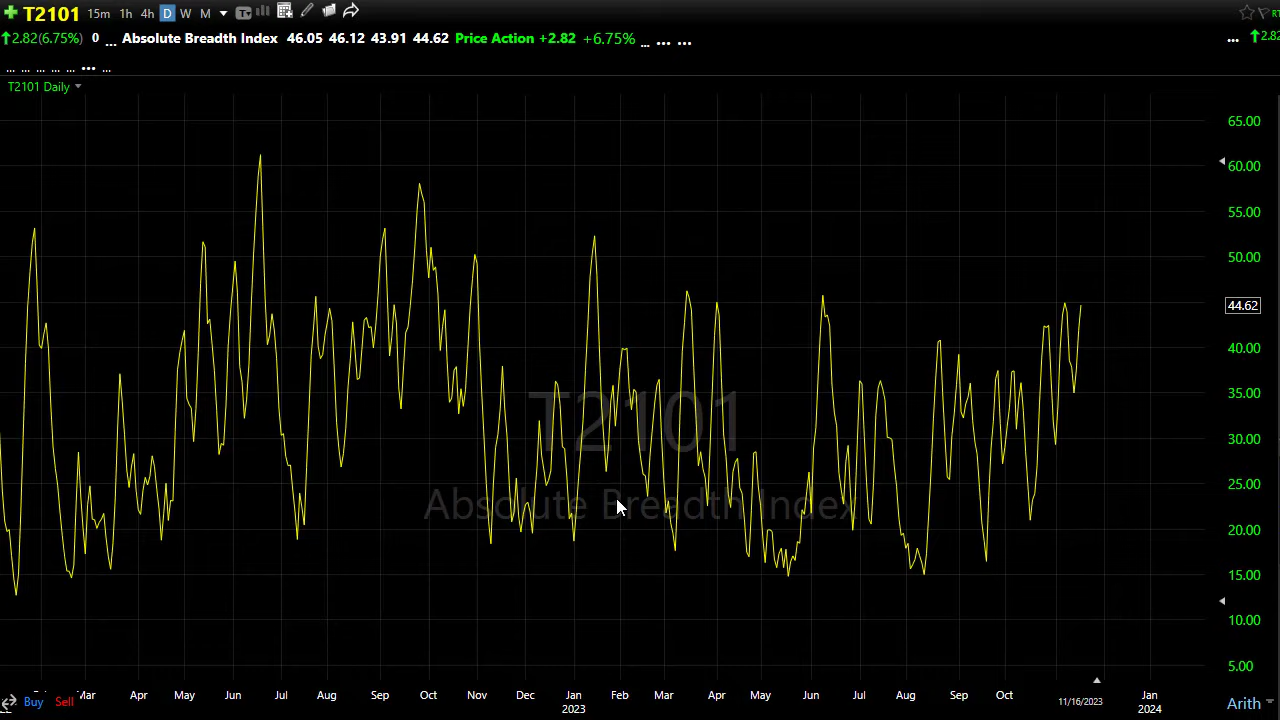 T2101 15m 1h 4h D W M T RT
2.82(6.75%) 0 ... Absolute Breadth Index 46.05 46.12 43.91 44.62 Price Action +2.82 +6.75% ... ... ... ... 2.82
... ... ... ... ... ... ...
T2101 Daily
65.00
60.00
55.00
50.00
44.62
40.00
35.00
30.00
25.00
20.00
15.00
10.00
5.00
T2101
Absolute Breadth Index
Mar Apr May Jun Jul Aug Sep Oct Nov Dec Jan Feb Mar Apr May Jun Jul Aug Sep Oct Jan
Buy Sell 2023 11/16/2023 2024 Arith